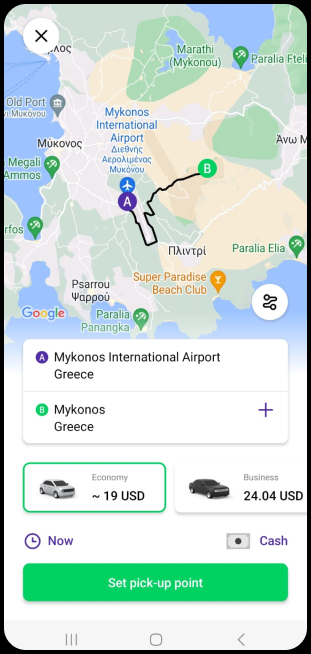 Marathi
(Mykonou)
Paralia Ftel
Old Port
Mykonos
International
Airport
Διεθνής
Αερολιμένας
Μυκόνου
Μύκονος
Άνω Μ
Megali
Ammos
B
A
Πλιντρί
Paralia Elia
Super Paradise
Beach Club
Psarrou
Ψαρρού
Paralia
Panangka
Google
A Mykonos International Airport
Greece
B Mykonos
Greece
Economy
~ 19 USD
Business
24.04 USD
Now
Cash
Set pick-up point